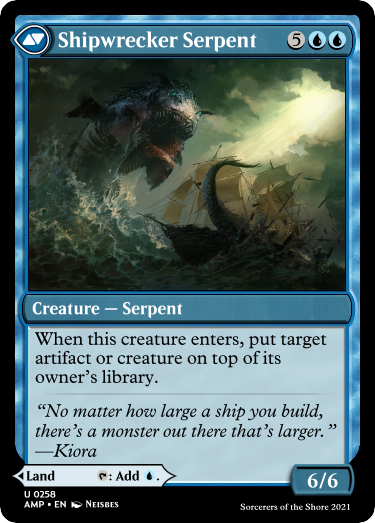 Shipwrecker Serpent 5
Creature — Serpent
When this creature enters, put target
artifact or creature on top of its
owner's library.
"No matter how large a ship you build,
there's a monster out there that's larger."
—Kiora
Land : Add .
6/6
U 0258
AMP • EN Neisbes
Sorcerers of the Shore 2021